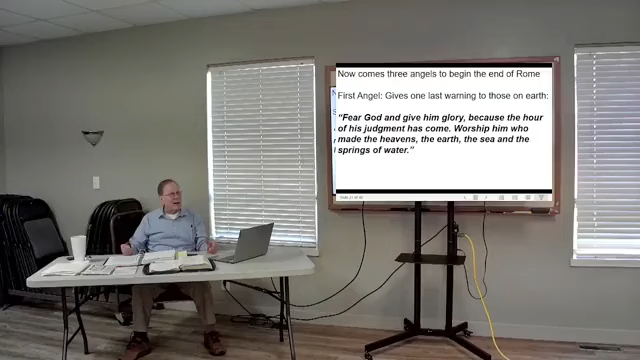 Now comes three angels to begin the end of Rome
First Angel: Gives one last warning to those on earth:
"Fear God and give him glory, because the hour
of his judgment has come. Worship him who
made the heavens, the earth, the sea and the
springs of water."